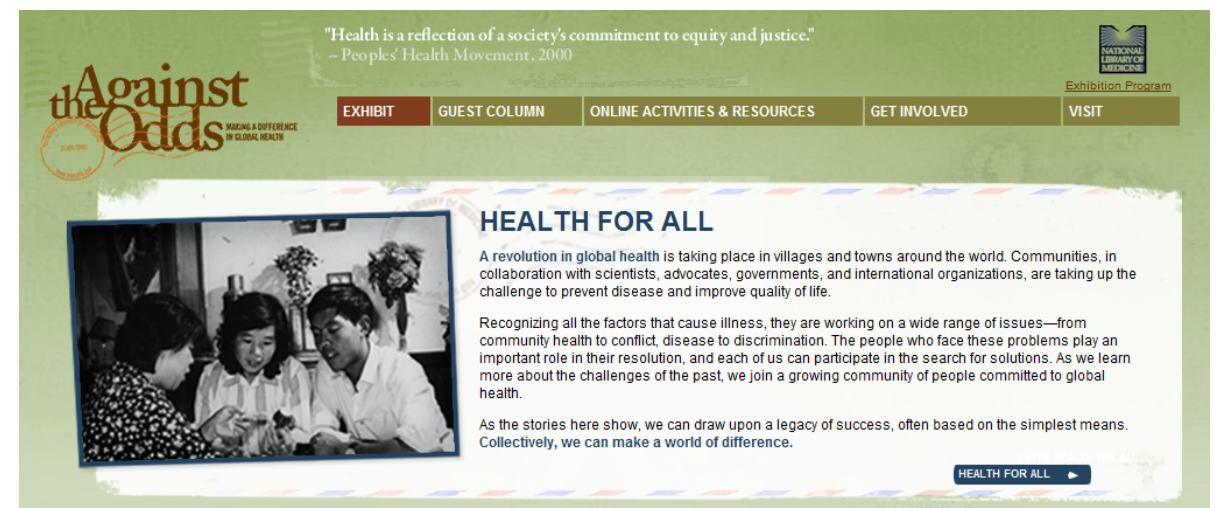 "Health is a reflection of a society's commitment to equity and justice."
– Peoples' Health Movement, 2000
NATIONAL
LIBRARY OF
MEDICINE
Exhibition Program
Against
the Odds
MAKING A DIFFERENCE
IN GLOBAL HEALTH
EXHIBIT GUEST COLUMN ONLINE ACTIVITIES & RESOURCES GET INVOLVED VISIT
HEALTH FOR ALL
A revolution in global health is taking place in villages and towns around the world. Communities, in
collaboration with scientists, advocates, governments, and international organizations, are taking up the
challenge to prevent disease and improve quality of life.
Recognizing all the factors that cause illness, they are working on a wide range of issues—from
community health to conflict, disease to discrimination. The people who face these problems play an
important role in their resolution, and each of us can participate in the search for solutions. As we learn
more about the challenges of the past, we join a growing community of people committed to global
health.
As the stories here show, we can draw upon a legacy of success, often based on the simplest means.
Collectively, we can make a world of difference.
HEALTH FOR ALL